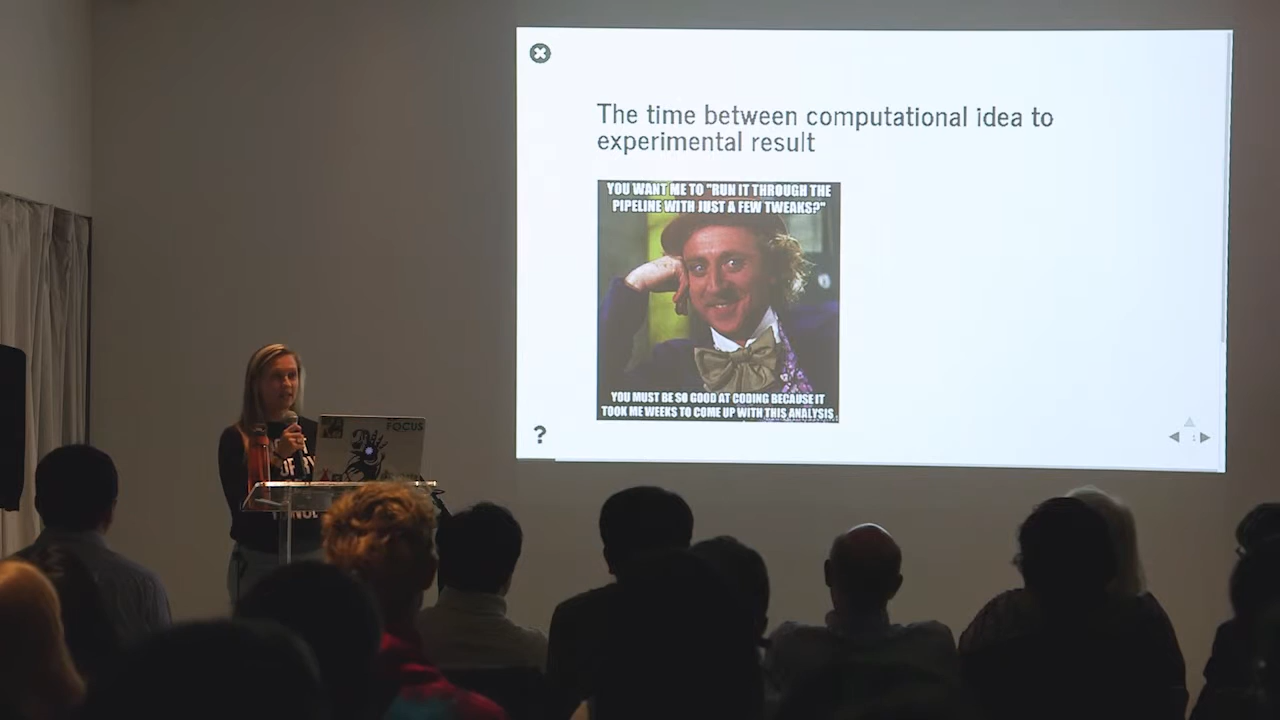 The time between computational idea to
experimental result
YOU WANT ME TO "RUN IT THROUGH THE
PIPELINE WITH JUST A FEW TWEAKS?"
YOU MUST BE SO GOOD AT CODING BECAUSE IT
TOOK ME WEEKS TO COME UP WITH THIS ANALYSIS
?
FOCUS